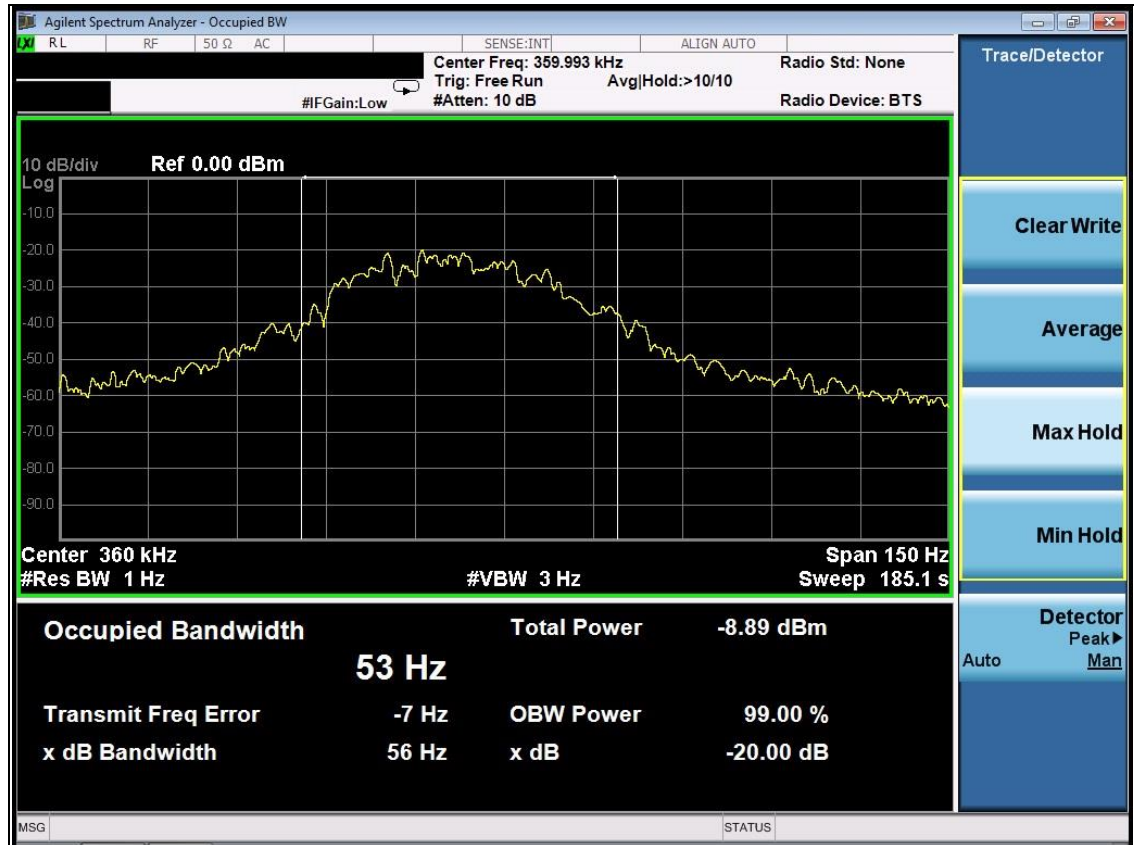 Agilent Spectrum Analyzer - Occupied BW
LXI RL RF 50 Ω AC SENSE:INT ALIGN AUTO
Center Freq: 359.993 kHz Radio Std: None
Trig: Free Run Avg|Hold:>10/10
#IFGain:Low #Atten: 10 dB Radio Device: BTS
10 dB/div Ref 0.00 dBm
Log
-10.0
-20.0
-30.0
-40.0
-50.0
-60.0
-70.0
-80.0
-90.0
Center 360 kHz Span 150 Hz
#Res BW 1 Hz #VBW 3 Hz Sweep 185.1 s
Occupied Bandwidth Total Power -8.89 dBm
53 Hz
Transmit Freq Error -7 Hz OBW Power 99.00 %
x dB Bandwidth 56 Hz x dB -20.00 dB
MSG STATUS
Trace/Detector
Clear Write
Average
Max Hold
Min Hold
Detector
Peak▶
Auto Man